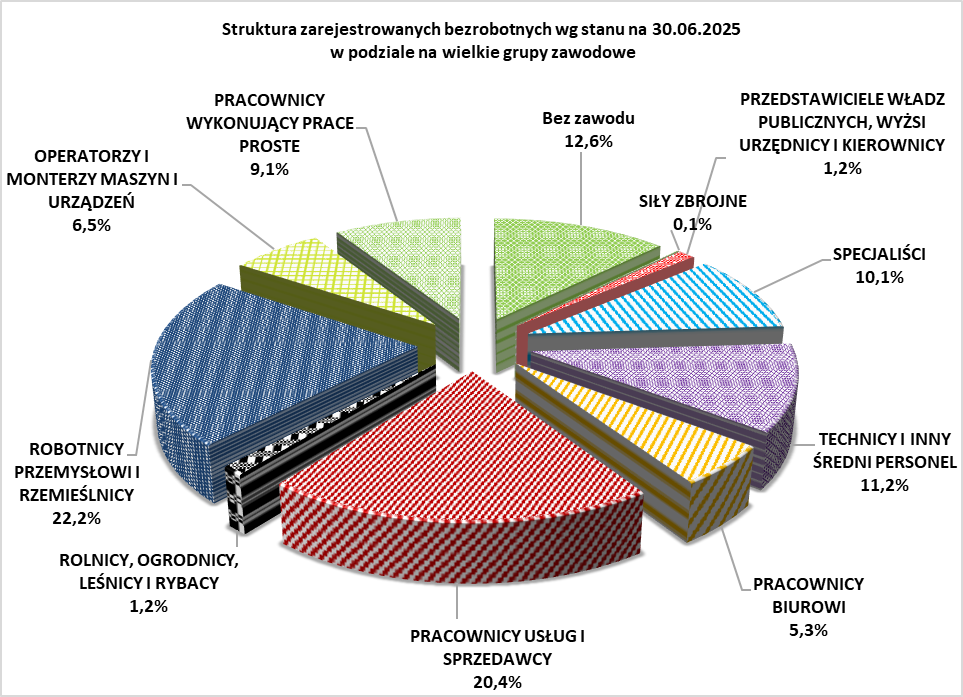 Struktura zarejestrowanych bezrobotnych wg stanu na 30.06.2025
w podziale na wielkie grupy zawodowe
PRACOWNICY
WYKONUJĄCY PRACE
PROSTE
9,1%
Bez zawodu
12,6%
PRZEDSTAWICIELE WŁADZ
PUBLICZNYCH, WYŻSI
URZĘDNICY I KIEROWNICY
1,2%
OPERATORZY I
MONTERZY MASZYN I
URZĄDZEŃ
6,5%
SIŁY ZBROJNE
0,1%
SPECJALIŚCI
10,1%
TECHNICY I INNY
ŚREDNI PERSONEL
11,2%
ROBOTNICY
PRZEMYSŁOWI I
RZEMIEŚLNICY
22,2%
ROLNICY, OGRODNICY,
LEŚNICY I RYBACY
1,2%
PRACOWNICY
BIUROWI
5,3%
PRACOWNICY USŁUG I
SPRZEDAWCY
20,4%